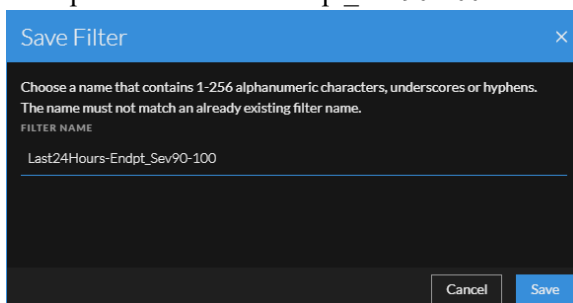 Save Filter
Choose a name that contains 1-256 alphanumeric characters, underscores or hyphens.
The name must not match an already existing filter name.
FILTER NAME
Last24Hours-Endpt_Sev90-100
Cancel Save